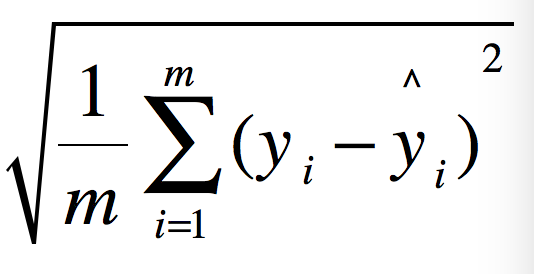 √(1/m ∑_{i=1}^{m} (y_i − ŷ_i)²)